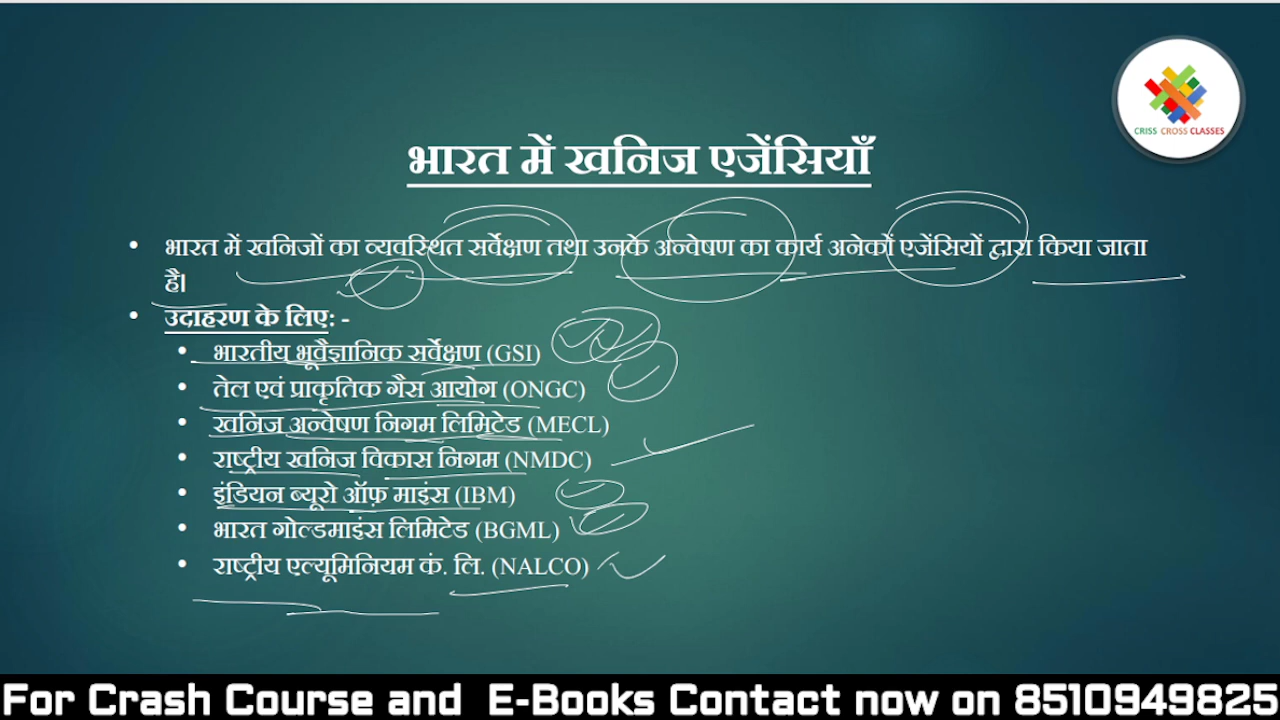 CRISS CROSS CLASSES
भारत में खनिज एजेंसियाँ
• भारत में खनिजों का व्यवस्थित सर्वेक्षण तथा उनके अन्वेषण का कार्य अनेकों एजेंसियों द्वारा किया जाता
है।
• उदाहरण के लिए: -
• भारतीय भूवैज्ञानिक सर्वेक्षण (GSI)
• तेल एवं प्राकृतिक गैस आयोग (ONGC)
• खनिज अन्वेषण निगम लिमिटेड (MECL)
• राष्ट्रीय खनिज विकास निगम (NMDC)
• इंडियन ब्यूरो ऑफ़ माइंस (IBM)
• भारत गोल्डमाइंस लिमिटेड (BGML)
• राष्ट्रीय एल्यूमिनियम कं. लि. (NALCO)
For Crash Course and E-Books Contact now on 8510949825